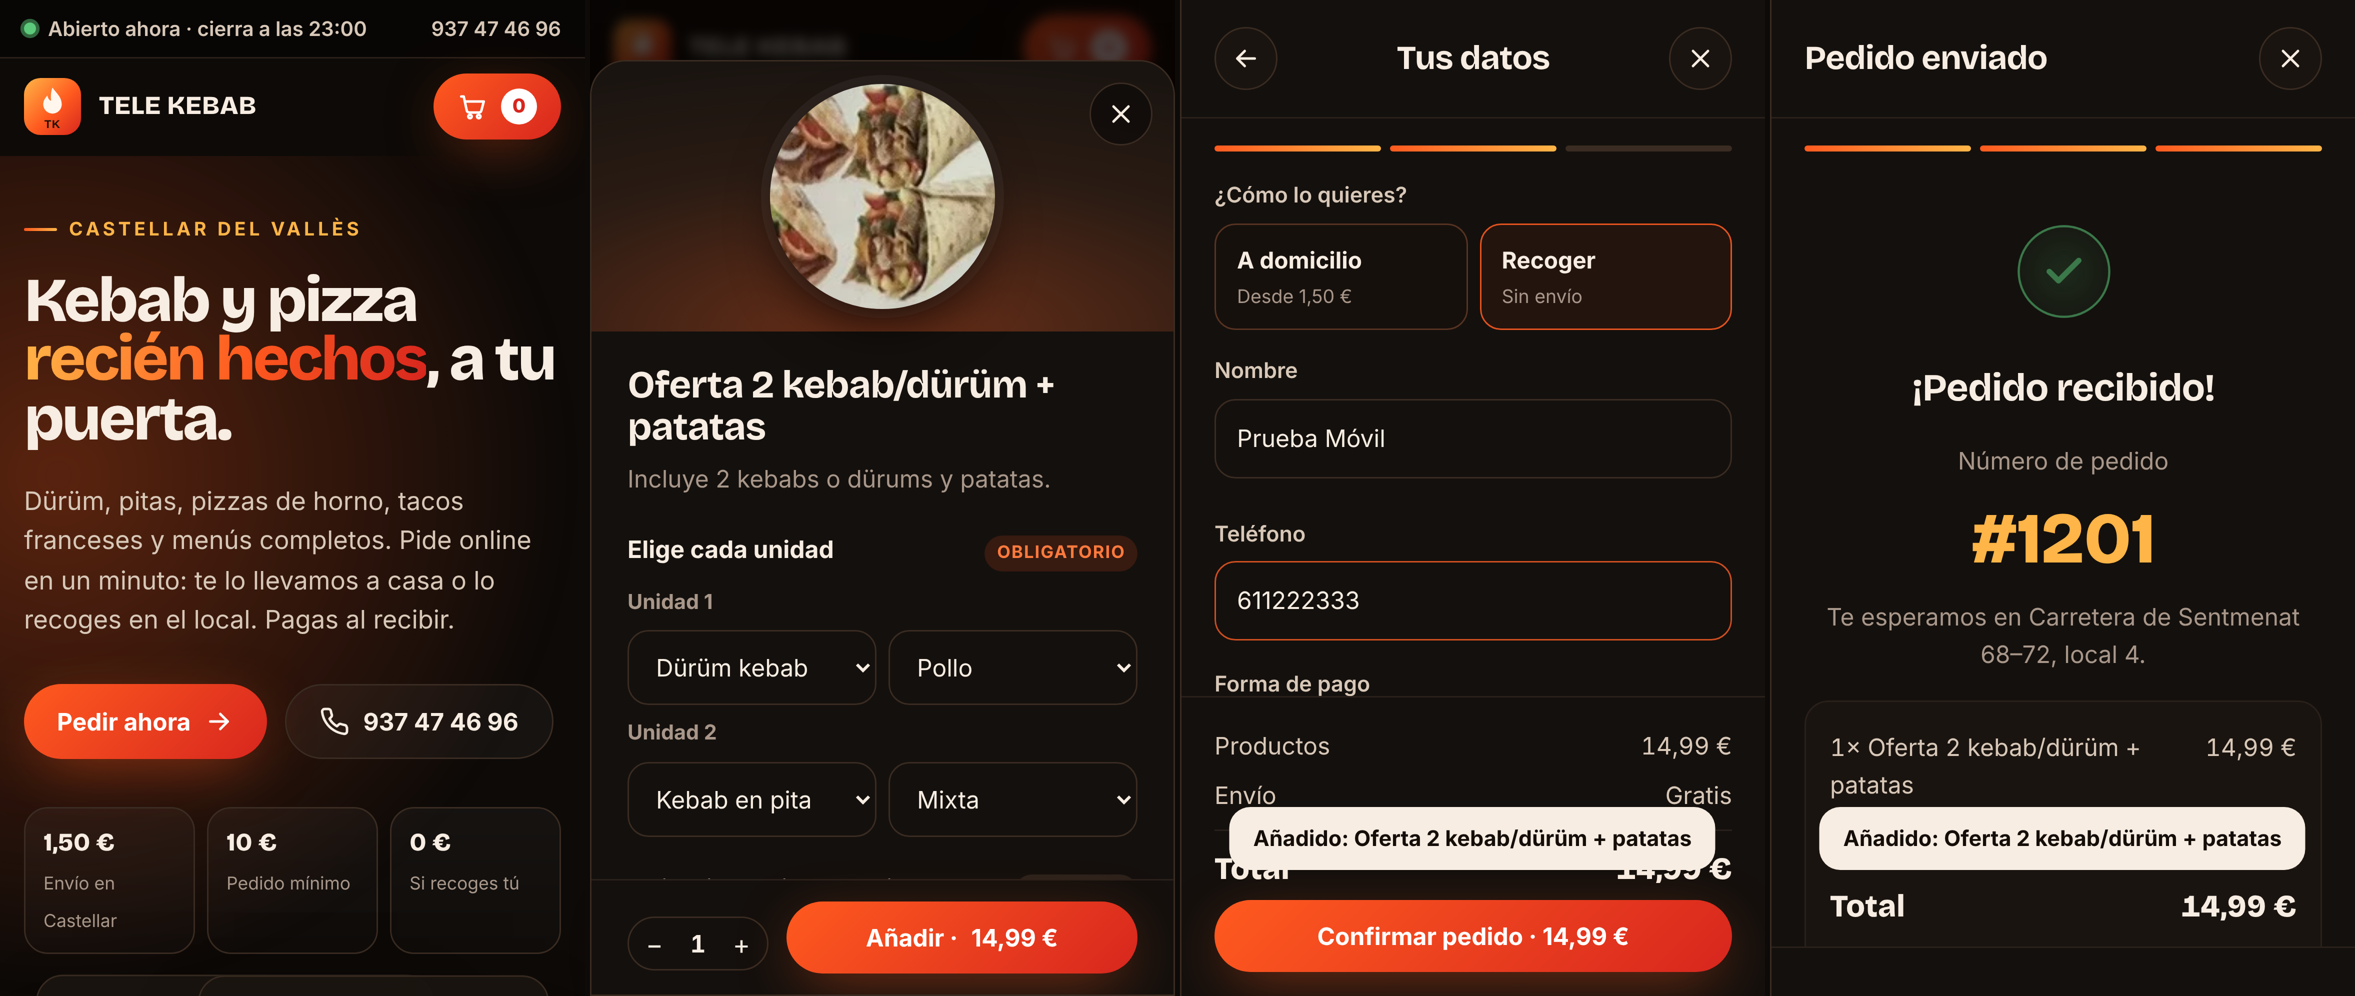 Abierto ahora · cierra a las 23:00
937 47 46 96
TK
TELE KEBAB
0
CASTELLAR DEL VALLÈS
Kebab y pizza
recién hechos, a tu
puerta.
Dürüm, pitas, pizzas de horno, tacos
franceses y menús completos. Pide online
en un minuto: te lo llevamos a casa o lo
recoges en el local. Pagas al recibir.
Pedir ahora
937 47 46 96
1,50 €
Envío en
Castellar
10 €
Pedido mínimo
0 €
Si recoges tú
Oferta 2 kebab/dürüm +
patatas
Incluye 2 kebabs o dürums y patatas.
Elige cada unidad
OBLIGATORIO
Unidad 1
Dürüm kebab
Pollo
Unidad 2
Kebab en pita
Mixta
− 1 +
Añadir · 14,99 €
Tus datos
¿Cómo lo quieres?
A domicilio
Desde 1,50 €
Recoger
Sin envío
Nombre
Prueba Móvil
Teléfono
611222333
Forma de pago
Productos
14,99 €
Envío
Gratis
Añadido: Oferta 2 kebab/dürüm + patatas
Total
14,99 €
Confirmar pedido · 14,99 €
Pedido enviado
¡Pedido recibido!
Número de pedido
#1201
Te esperamos en Carretera de Sentmenat
68–72, local 4.
1× Oferta 2 kebab/dürüm +
patatas
14,99 €
Añadido: Oferta 2 kebab/dürüm + patatas
Total
14,99 €